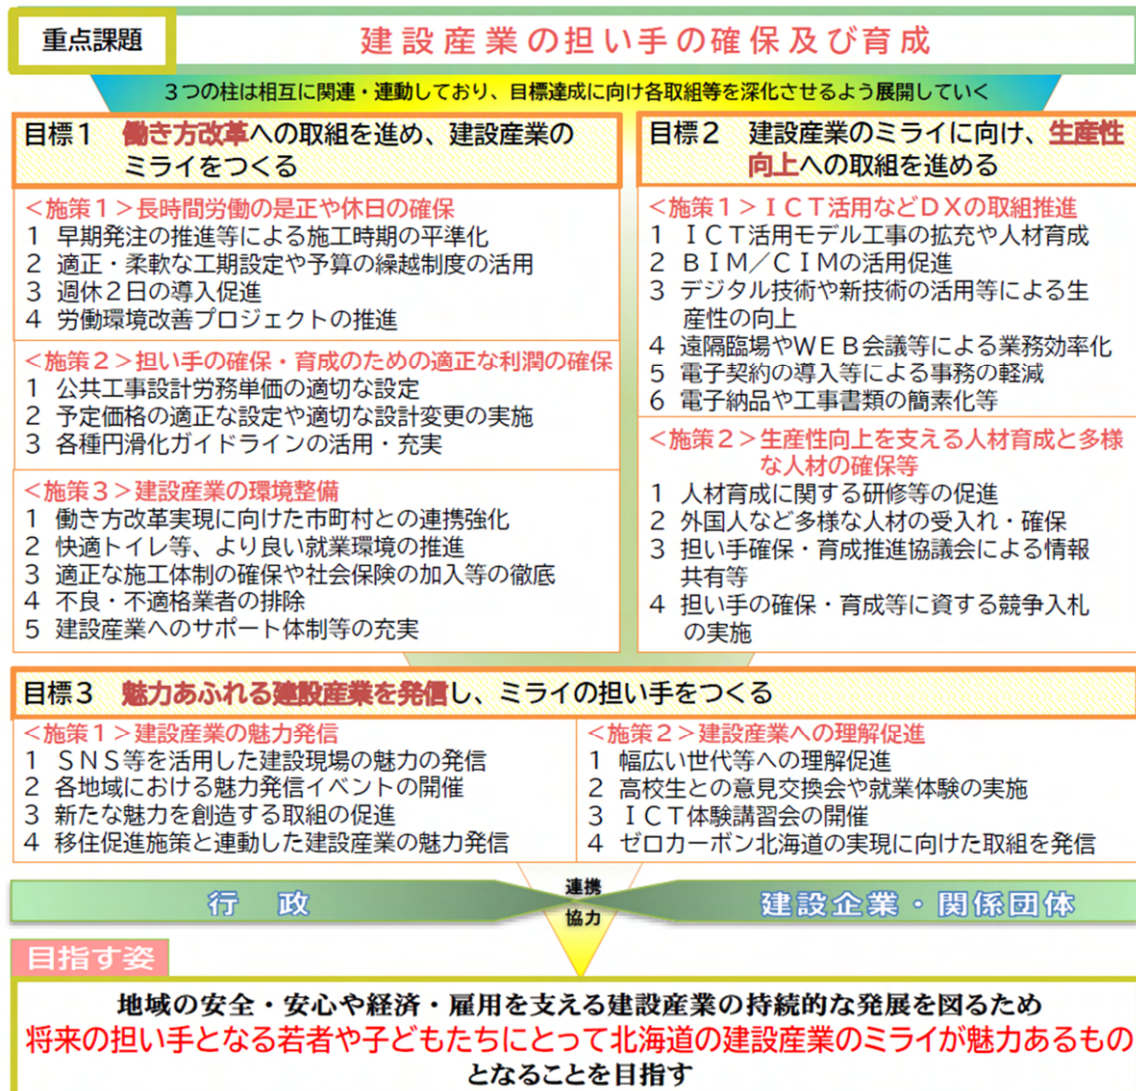 重点課題
建設産業の担い手の確保及び育成
３つの柱は相互に関連・連動しており、目標達成に向け各取組等を深化させるよう展開していく
目標１　働き方改革への取組を進め、建設産業の
ミライをつくる
＜施策１＞長時間労働の是正や休日の確保
１ 早期発注の推進等による施工時期の平準化
２ 適正・柔軟な工期設定や予算の繰越制度の活用
３ 週休２日の導入促進
４ 労働環境改善プロジェクトの推進
＜施策２＞担い手の確保・育成のための適正な利潤の確保
１ 公共工事設計労務単価の適切な設定
２ 予定価格の適正な設定や適切な設計変更の実施
３ 各種円滑化ガイドラインの活用・充実
＜施策３＞建設産業の環境整備
１ 働き方改革実現に向けた市町村との連携強化
２ 快適トイレ等、より良い就業環境の推進
３ 適正な施工体制の確保や社会保険の加入等の徹底
４ 不良・不適格業者の排除
５ 建設産業へのサポート体制等の充実
目標２　建設産業のミライに向け、生産性
向上への取組を進める
＜施策１＞ＩＣＴ活用などＤＸの取組推進
１ ＩＣＴ活用モデル工事の拡充や人材育成
２ ＢＩＭ／ＣＩＭの活用促進
３ デジタル技術や新技術の活用等による生
産性の向上
４ 遠隔臨場やＷＥＢ会議等による業務効率化
５ 電子契約の導入等による事務の軽減
６ 電子納品や工事書類の簡素化等
＜施策２＞生産性向上を支える人材育成と多様
な人材の確保等
１ 人材育成に関する研修等の促進
２ 外国人など多様な人材の受入れ・確保
３ 担い手確保・育成推進協議会による情報
共有等
４ 担い手の確保・育成等に資する競争入札
の実施
目標３　魅力あふれる建設産業を発信し、ミライの担い手をつくる
＜施策１＞建設産業の魅力発信
１ ＳＮＳ等を活用した建設現場の魅力の発信
２ 各地域における魅力発信イベントの開催
３ 新たな魅力を創造する取組の促進
４ 移住促進施策と連動した建設産業の魅力発信
＜施策２＞建設産業への理解促進
１ 幅広い世代等への理解促進
２ 高校生との意見交換会や就業体験の実施
３ ＩＣＴ体験講習会の開催
４ ゼロカーボン北海道の実現に向けた取組を発信
行　政
連携
協力
建設企業・関係団体
目指す姿
地域の安全・安心や経済・雇用を支える建設産業の持続的な発展を図るため
将来の担い手となる若者や子どもたちにとって北海道の建設産業のミライが魅力あるもの
となることを目指す